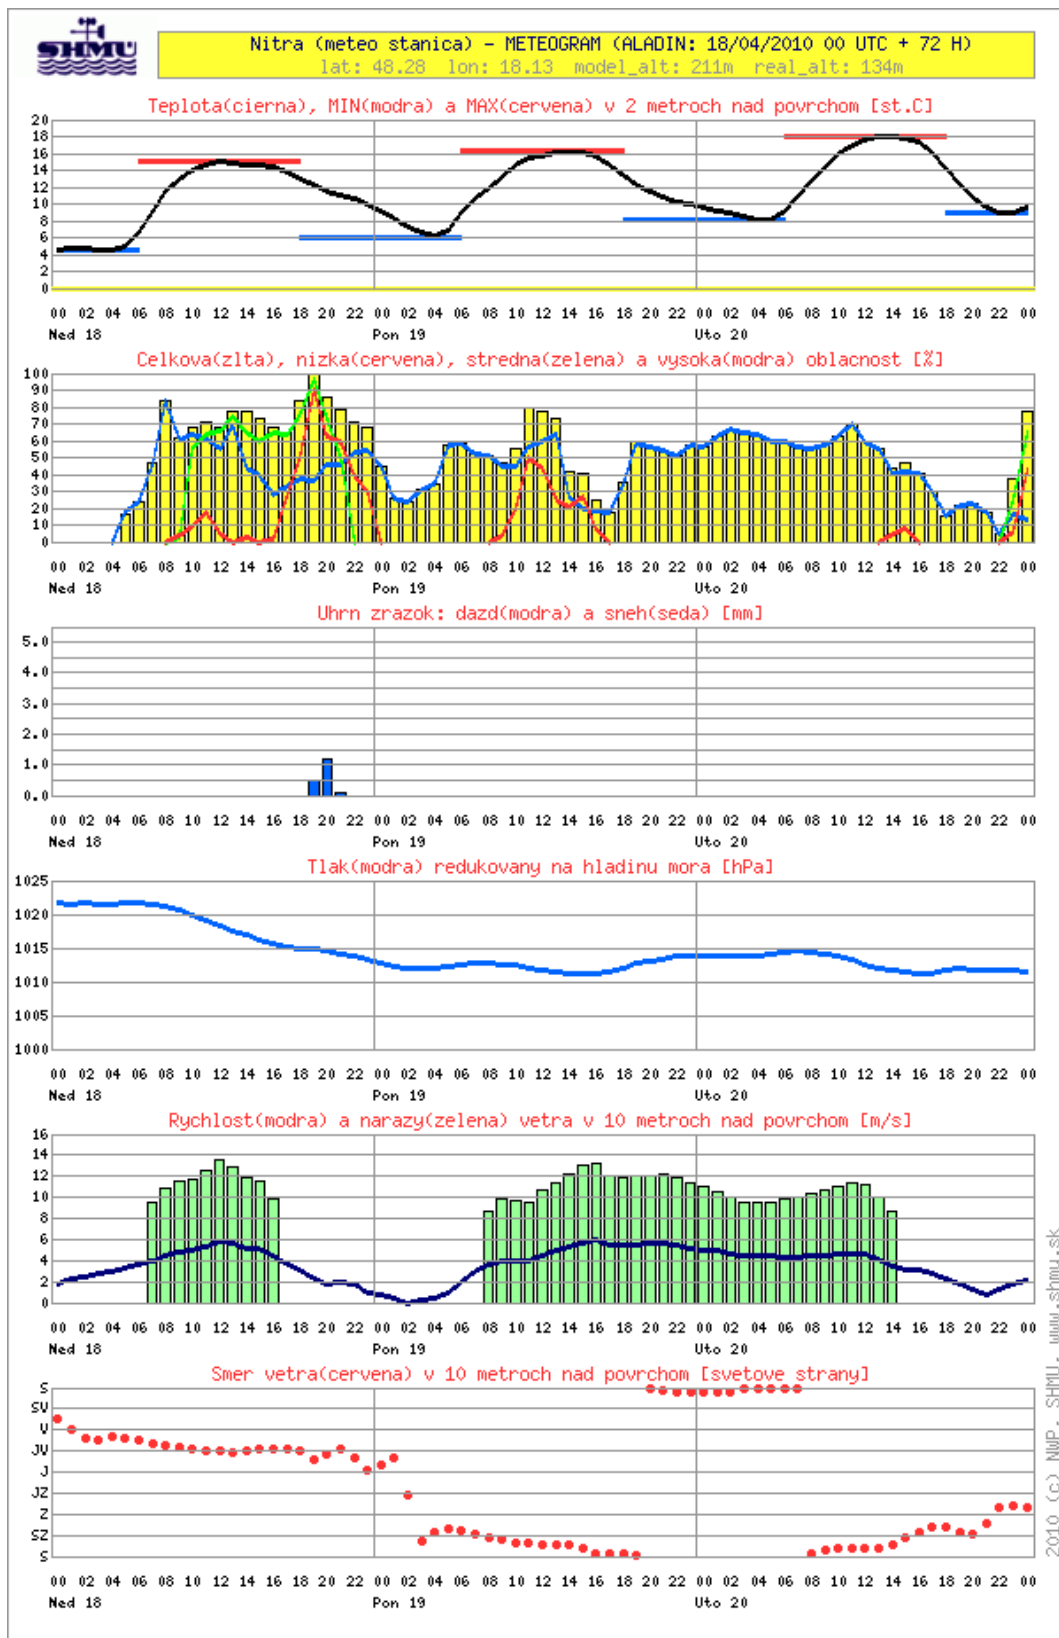 SHMU
Nitra (meteo stanica) - METEOGRAM (ALADIN: 18/04/2010 00 UTC + 72 H)
lat: 48.28 lon: 18.13 model_alt: 211m real_alt: 134m
Teplota(cierna), MIN(modra) a MAX(cervena) v 2 metroch nad povrchom [st.C]
20
18
16
14
12
10
8
6
4
2
0
00 02 04 06 08 10 12 14 16 18 20 22 00 02 04 06 08 10 12 14 16 18 20 22 00 02 04 06 08 10 12 14 16 18 20 22 00
Ned 18 Pon 19 Uto 20
Celkova(zlta), nizka(cervena), stredna(zelena) a vysoka(modra) oblacnost [%]
100
90
80
70
60
50
40
30
20
10
0
00 02 04 06 08 10 12 14 16 18 20 22 00 02 04 06 08 10 12 14 16 18 20 22 00 02 04 06 08 10 12 14 16 18 20 22 00
Ned 18 Pon 19 Uto 20
Uhrn zrazok: dazd(modra) a sneh(seda) [mm]
5.0
4.0
3.0
2.0
1.0
0.0
00 02 04 06 08 10 12 14 16 18 20 22 00 02 04 06 08 10 12 14 16 18 20 22 00 02 04 06 08 10 12 14 16 18 20 22 00
Ned 18 Pon 19 Uto 20
Tlak(modra) redukovany na hladinu mora [hPa]
1025
1020
1015
1010
1005
1000
00 02 04 06 08 10 12 14 16 18 20 22 00 02 04 06 08 10 12 14 16 18 20 22 00 02 04 06 08 10 12 14 16 18 20 22 00
Ned 18 Pon 19 Uto 20
Rychlost(modra) a narazy(zelena) vetra v 10 metroch nad povrchom [m/s]
16
14
12
10
8
6
4
2
0
00 02 04 06 08 10 12 14 16 18 20 22 00 02 04 06 08 10 12 14 16 18 20 22 00 02 04 06 08 10 12 14 16 18 20 22 00
Ned 18 Pon 19 Uto 20
Smer vetra(cervena) v 10 metroch nad povrchom [svetove strany]
S
SV
V
JV
J
JZ
Z
SZ
S
00 02 04 06 08 10 12 14 16 18 20 22 00 02 04 06 08 10 12 14 16 18 20 22 00 02 04 06 08 10 12 14 16 18 20 22 00
Ned 18 Pon 19 Uto 20
2010 (c) NWP, SHMU, www.shmu.sk